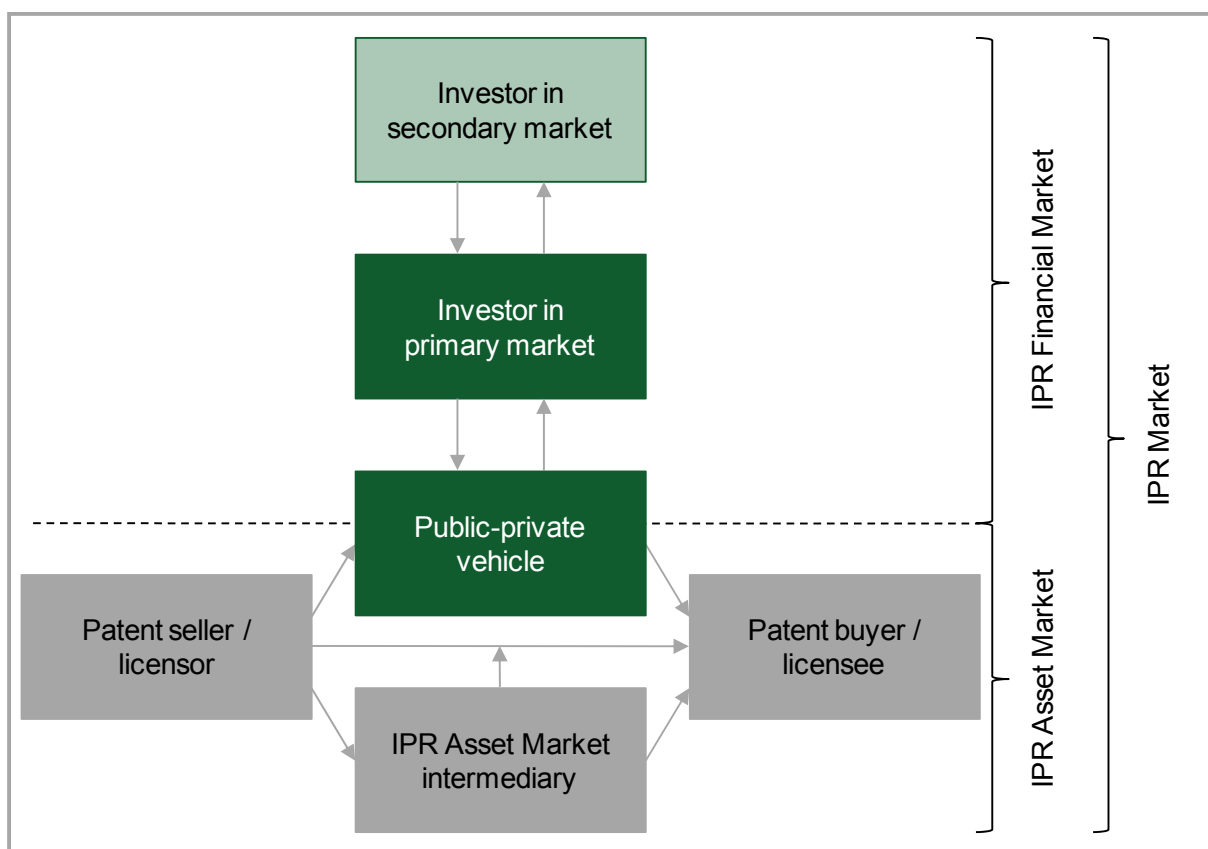 Investor in
secondary market
Investor in
primary market
Public-private
vehicle
Patent seller /
licensor
Patent buyer /
licensee
IPR Asset Market
intermediary
IPR Financial Market
IPR Asset Market
IPR Market